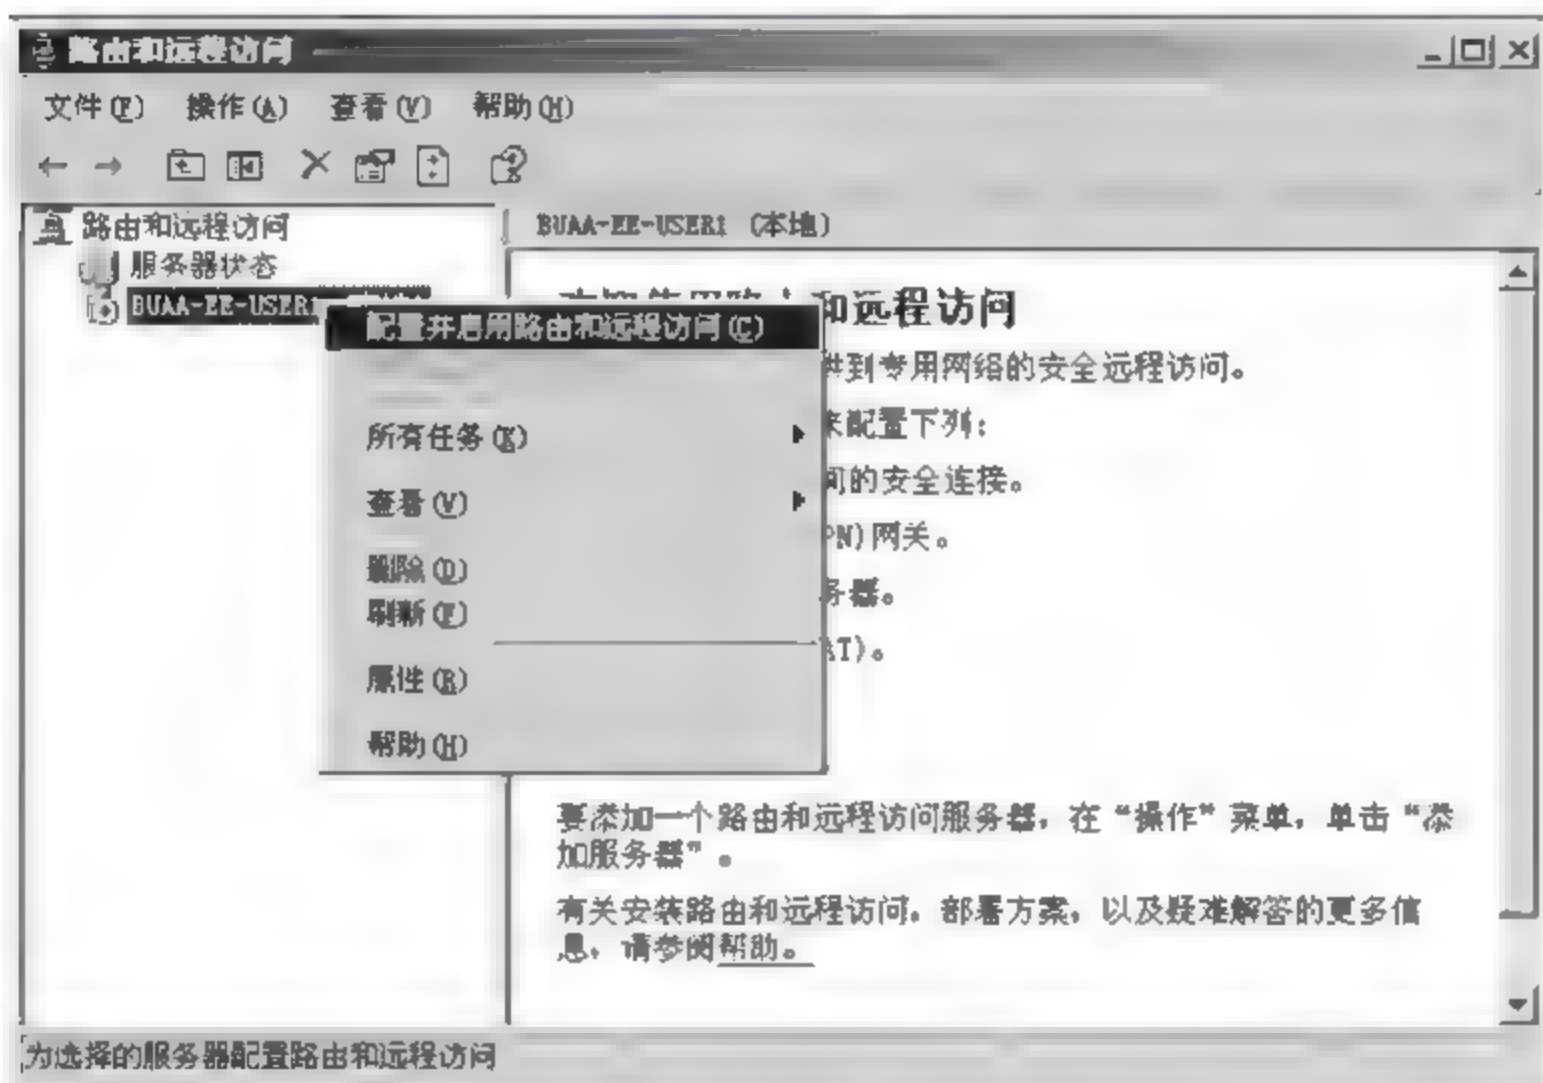 路由和远程访问
文件(F) 操作(A) 查看(V) 帮助(H)
路由和远程访问
服务器状态
BUAA-EE-USER1
BUAA-EE-USER1 (本地)
和远程访问
供到专用网络的安全远程访问。
来配置下列:
间的安全连接。
PN)网关。
务器。
AT)。
配置并启用路由和远程访问(C)
所有任务(K)
查看(V)
删除(D)
刷新(F)
属性(R)
帮助(H)
要添加一个路由和远程访问服务器,在“操作”菜单,单击“添
加服务器”。
有关安装路由和远程访问,部署方案,以及疑难解答的更多信
息,请参阅帮助。
为选择的服务器配置路由和远程访问